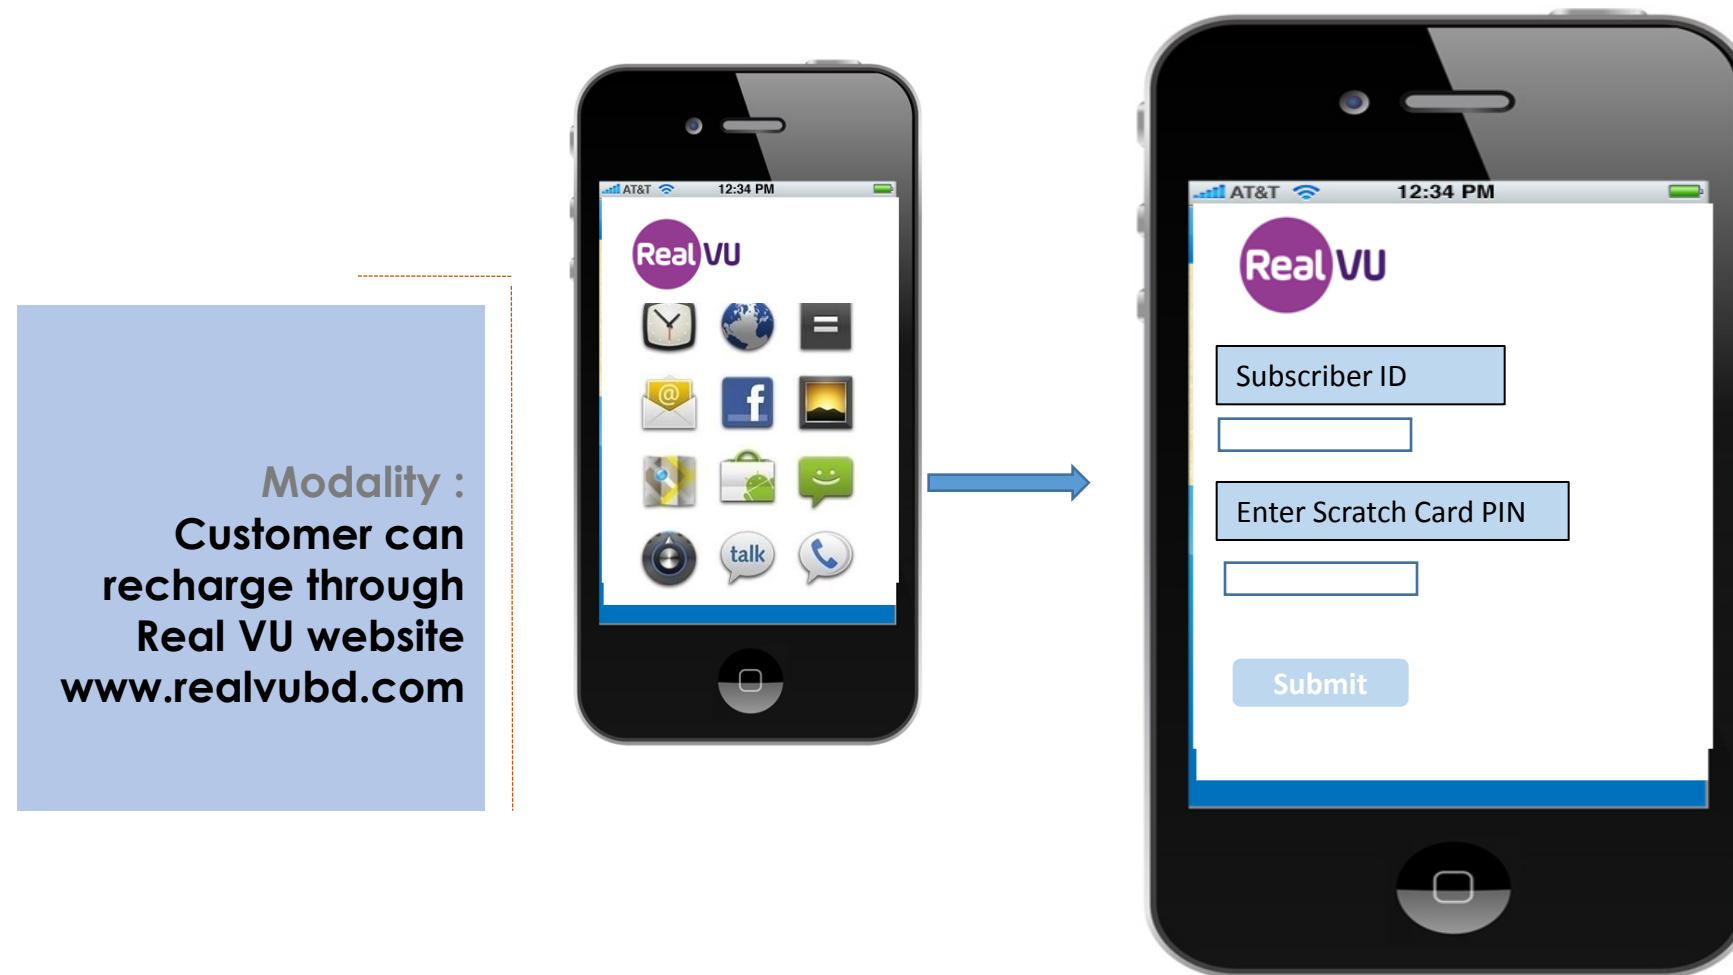 Modality :
Customer can
recharge through
Real VU website
www.realvubd.com
AT&T 12:34 PM
Real VU
@
f
talk
AT&T 12:34 PM
Real VU
Subscriber ID
Enter Scratch Card PIN
Submit